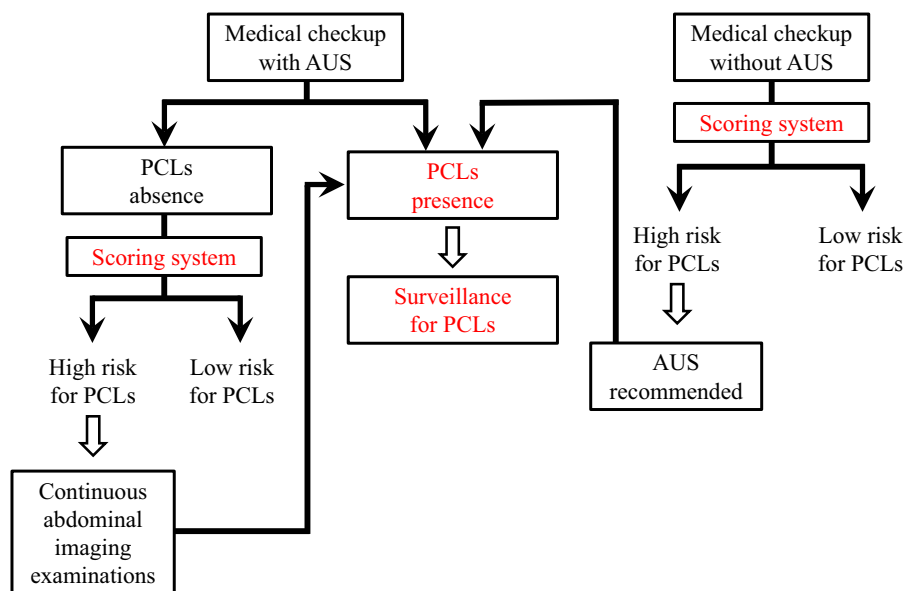 Medical checkup
with AUS
Medical checkup
without AUS
Scoring system
PCLs
absence
PCLs
presence
High risk
for PCLs
Low risk
for PCLs
Scoring system
Surveillance
for PCLs
High risk
for PCLs
Low risk
for PCLs
AUS
recommended
Continuous
abdominal
imaging
examinations